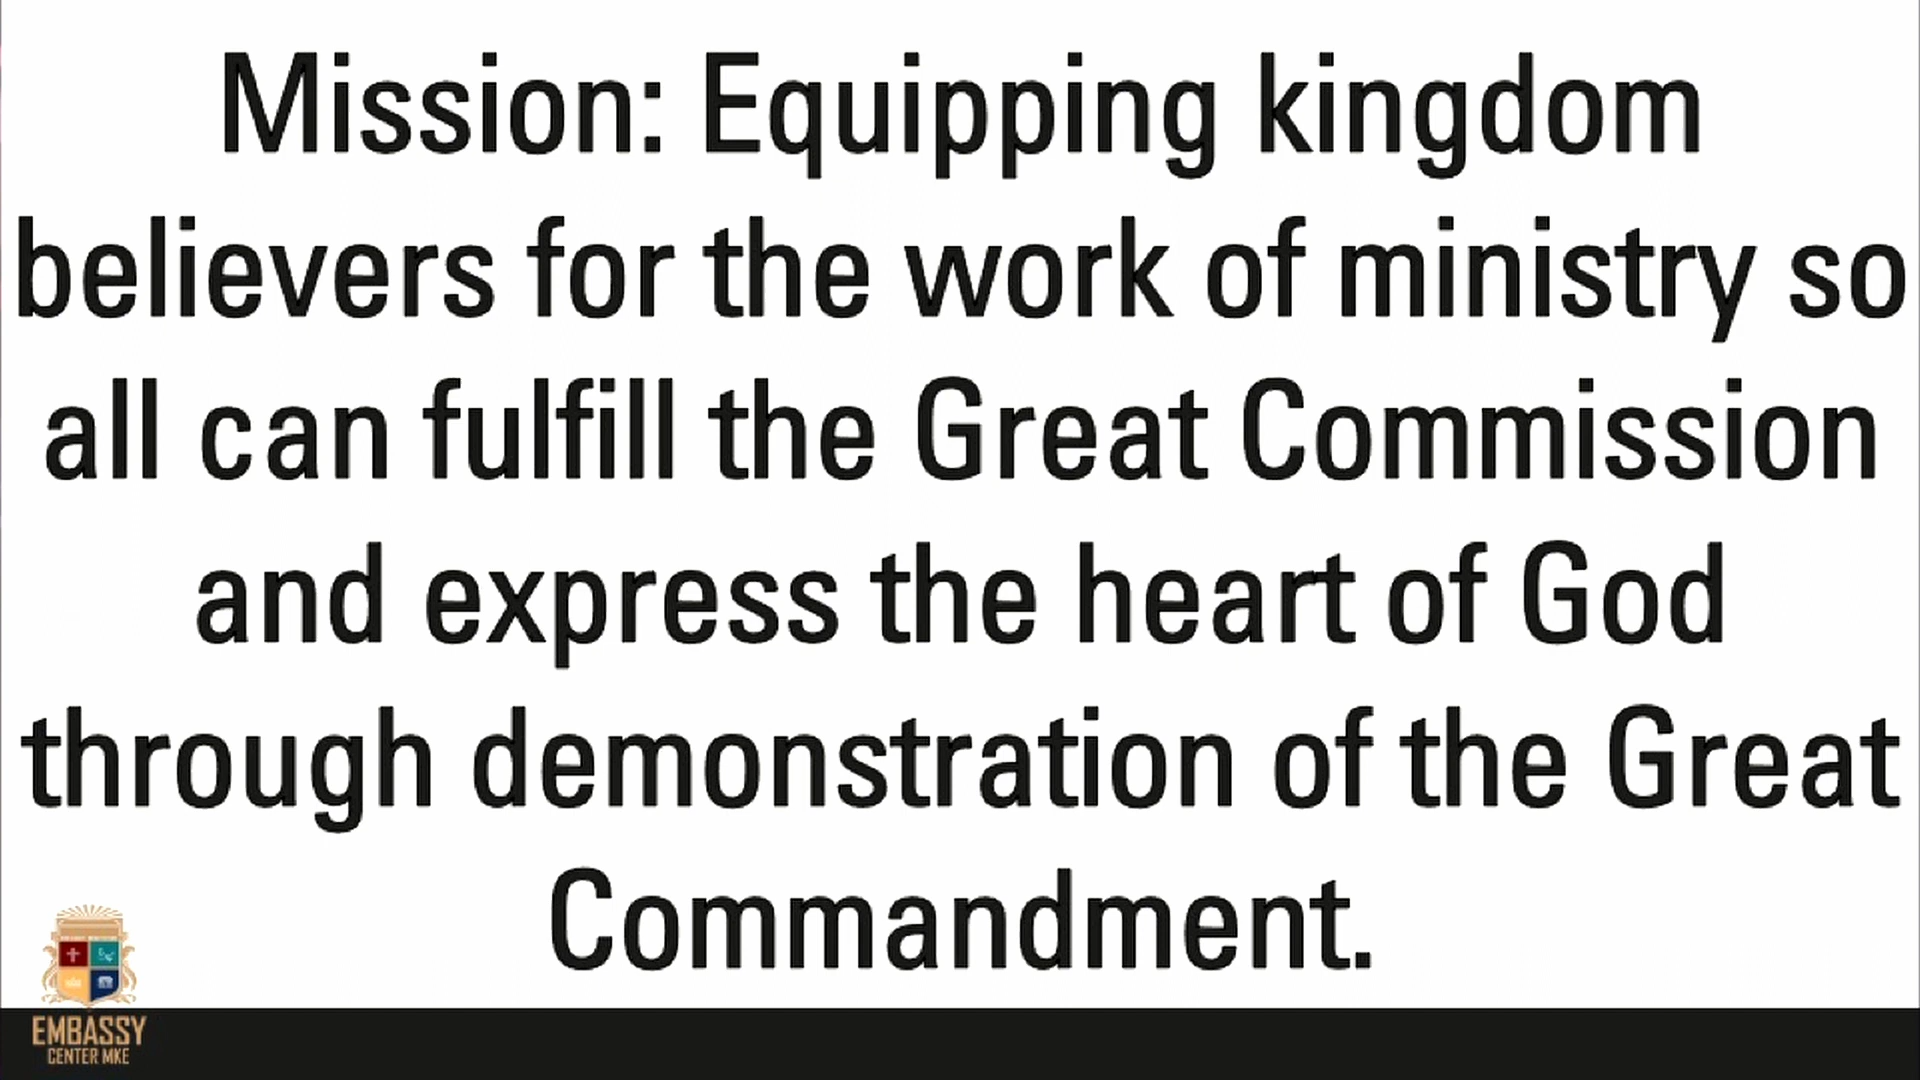 Mission: Equipping kingdom
believers for the work of ministry so
all can fulfill the Great Commission
and express the heart of God
through demonstration of the Great
Commandment.
EMBASSY
CENTER MKE